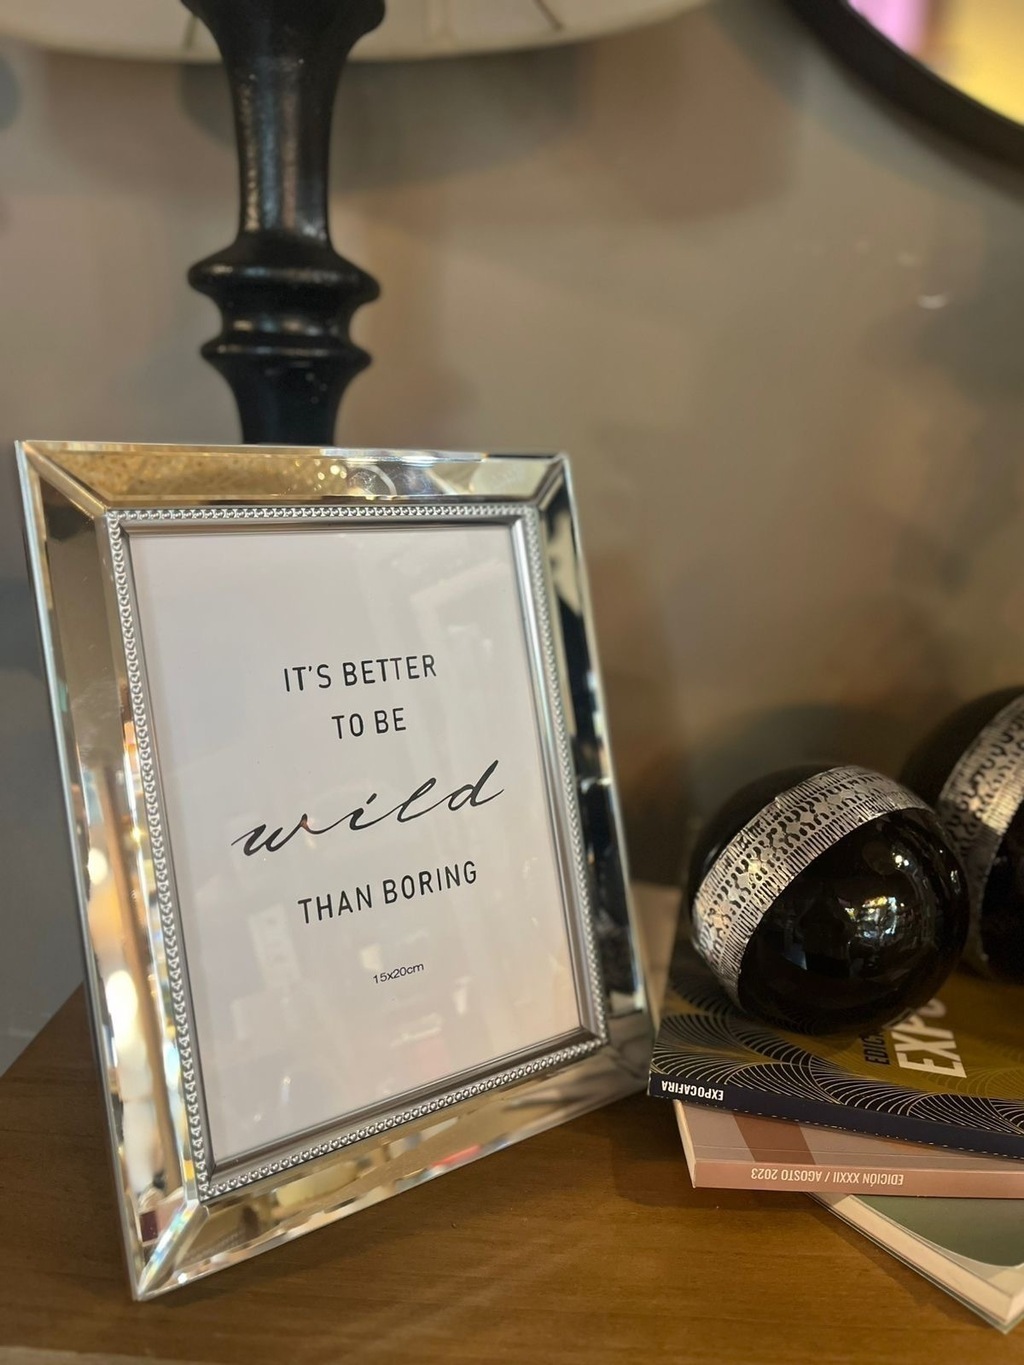 IT'S BETTER
TO BE
wild
THAN BORING
15x20cm
EXPOCAFIRA
EDICIÓN XXXII / AGOSTO 2023